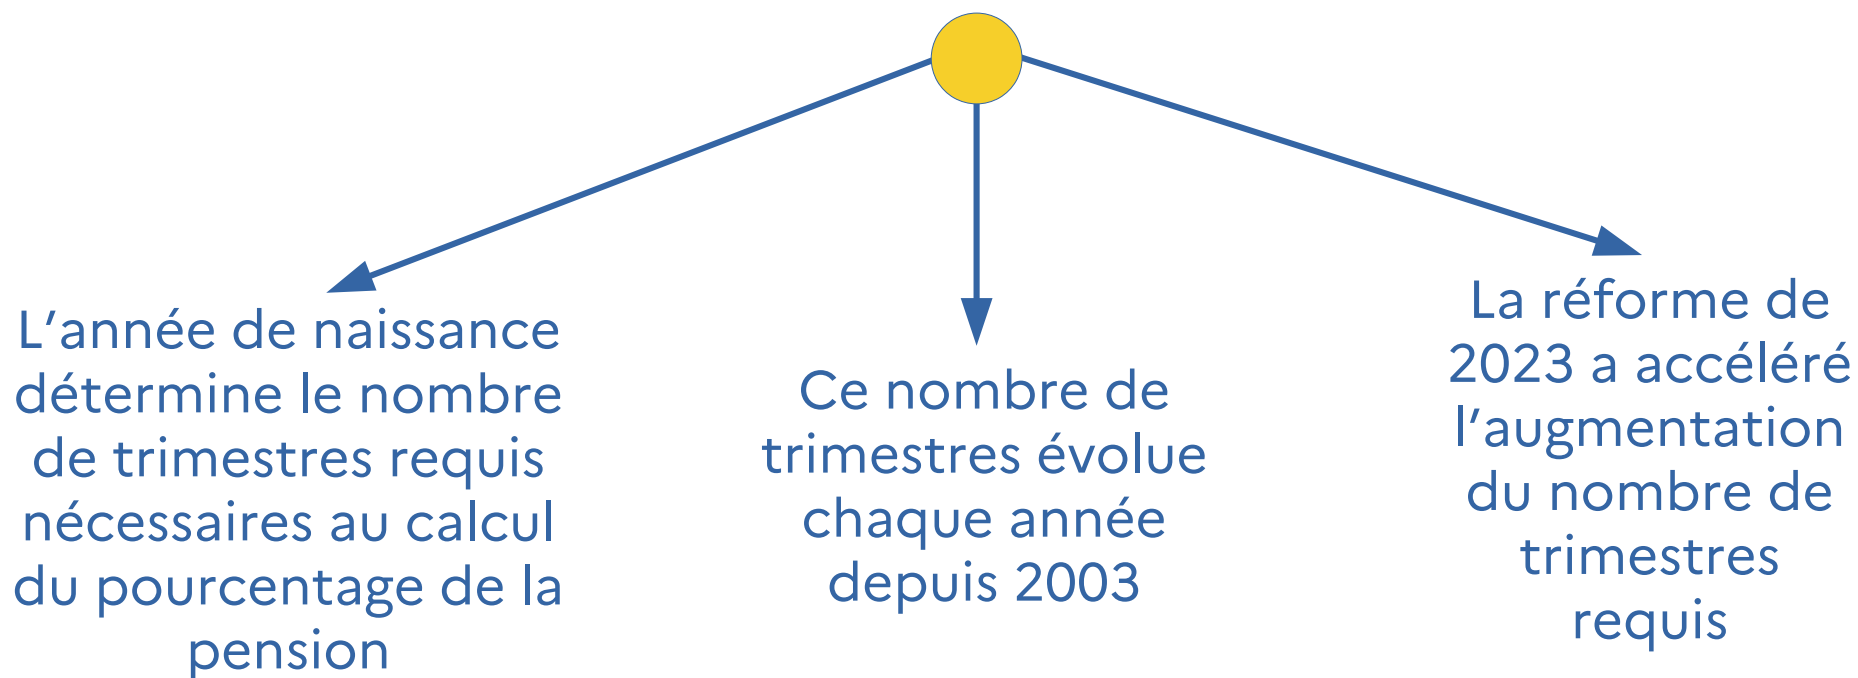 L’année de naissance
détermine le nombre
de trimestres requis
nécessaires au calcul
du pourcentage de la
pension
Ce nombre de
trimestres évolue
chaque année
depuis 2003
La réforme de
2023 a accéléré
l’augmentation
du nombre de
trimestres
requis